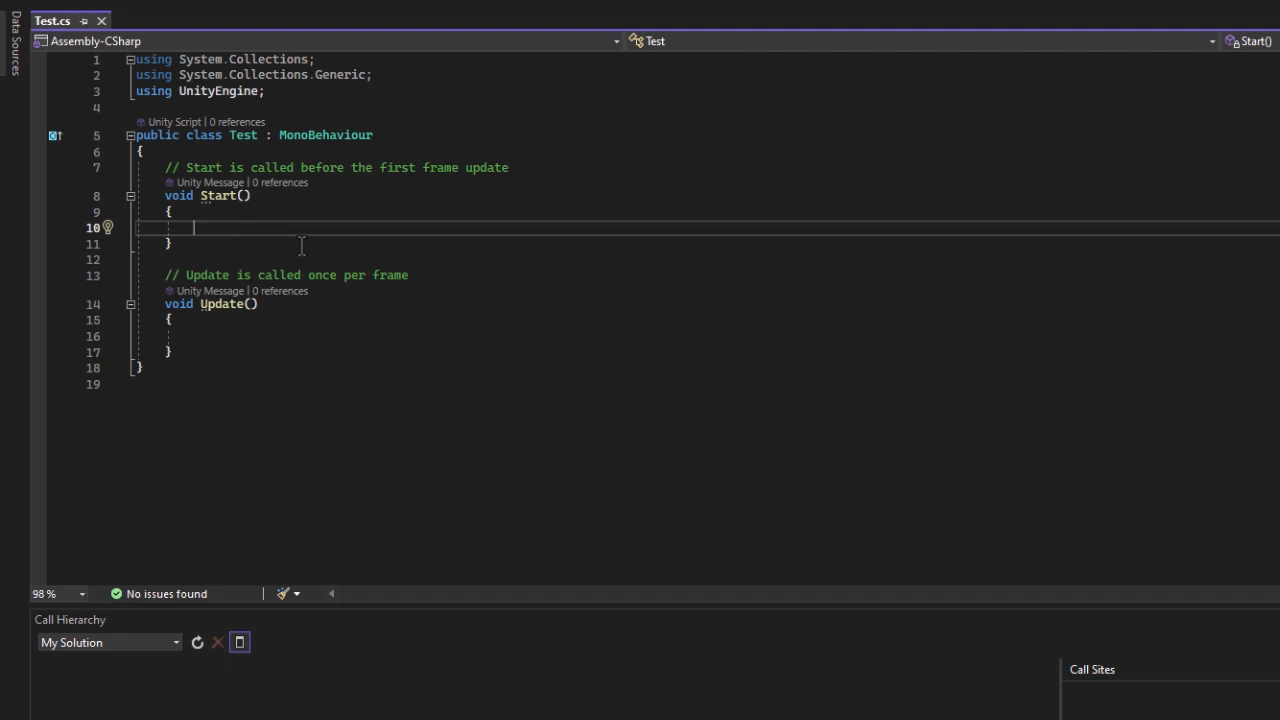 Data Sources
Test.cs
Assembly-CSharp
Test
Start()
1 using System.Collections;
2 using System.Collections.Generic;
3 using UnityEngine;
4
Unity Script | 0 references
5 public class Test : MonoBehaviour
6 {
7 // Start is called before the first frame update
Unity Message | 0 references
8 void Start()
9 {
10
11 }
12
13 // Update is called once per frame
Unity Message | 0 references
14 void Update()
15 {
16
17 }
18 }
19
98 %
No issues found
Call Hierarchy
My Solution
Call Sites